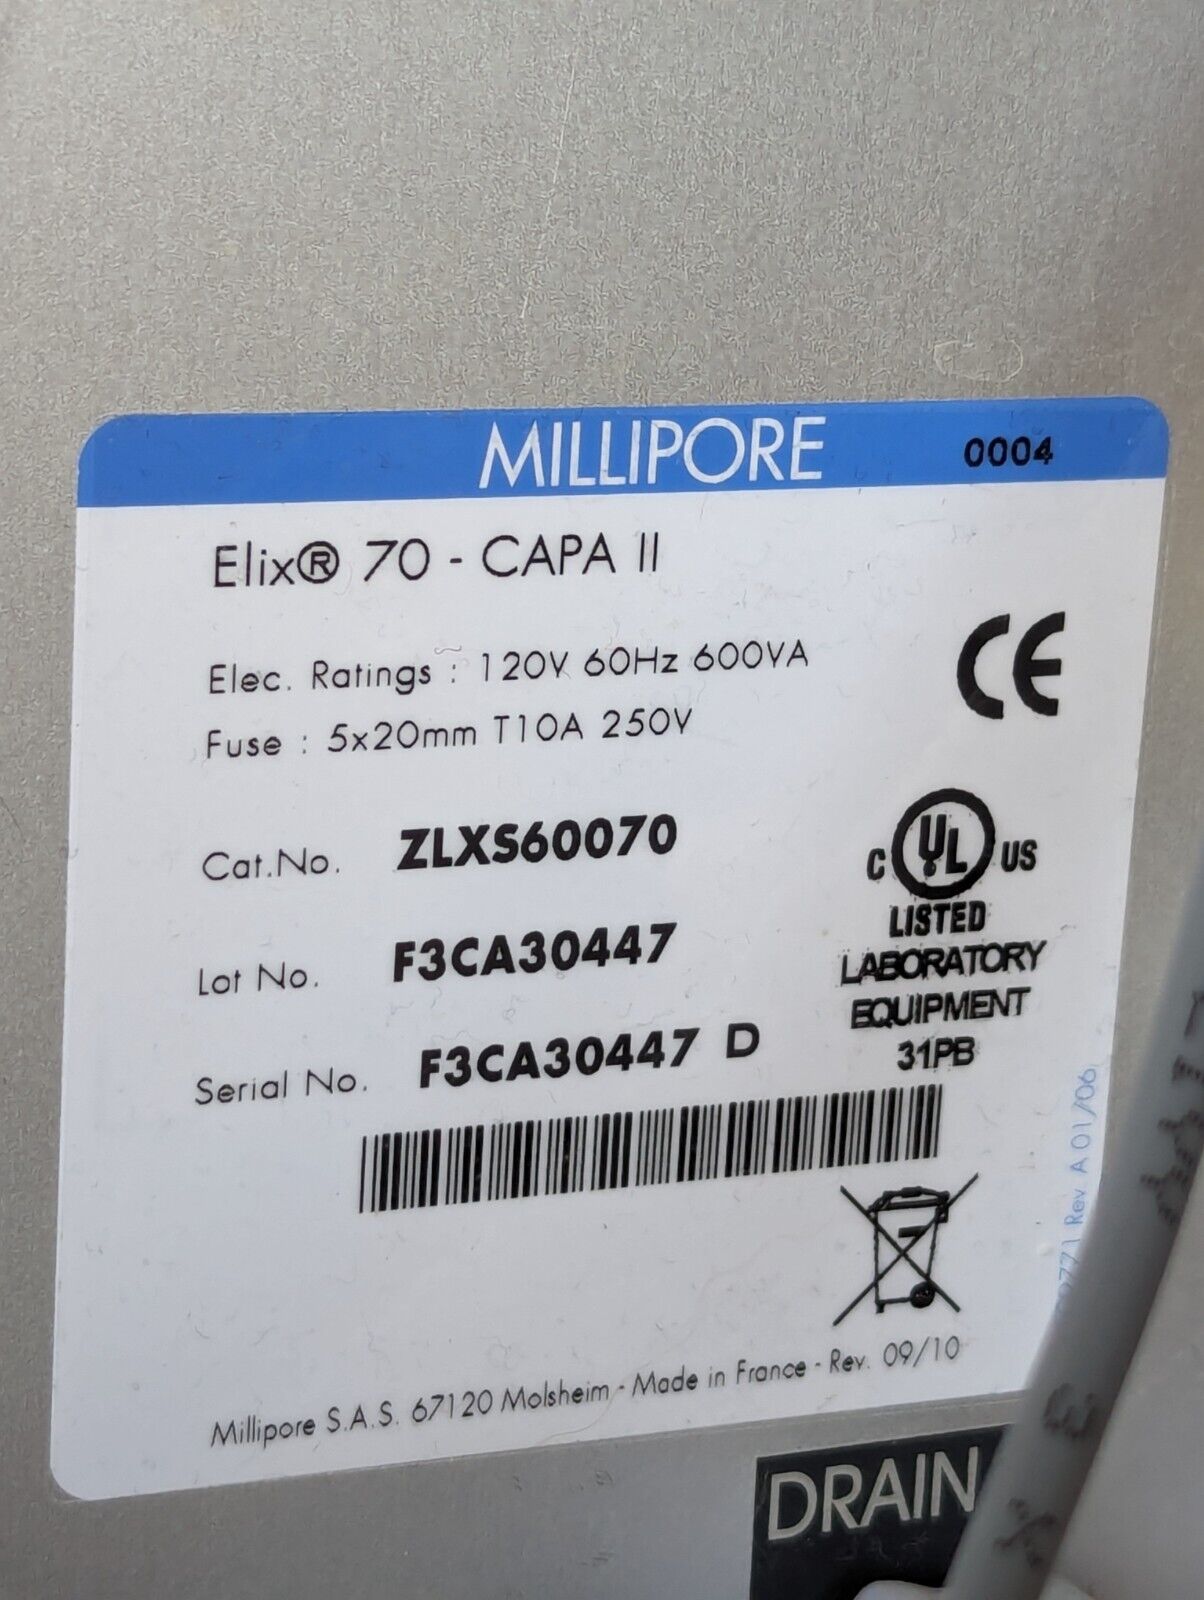 MILLIPORE 0004
Elix® 70 - CAPA II
Elec. Ratings : 120V 60Hz 600VA
Fuse : 5x20mm T10A 250V
CE
Cat.No. ZLXS60070
C UL US
LISTED
LABORATORY
EQUIPMENT
31PB
Lot No. F3CA30447
Serial No. F3CA30447 D
Rev A 01/06
Millipore S.A.S. 67120 Molsheim - Made in France - Rev. 09/10
DRAIN